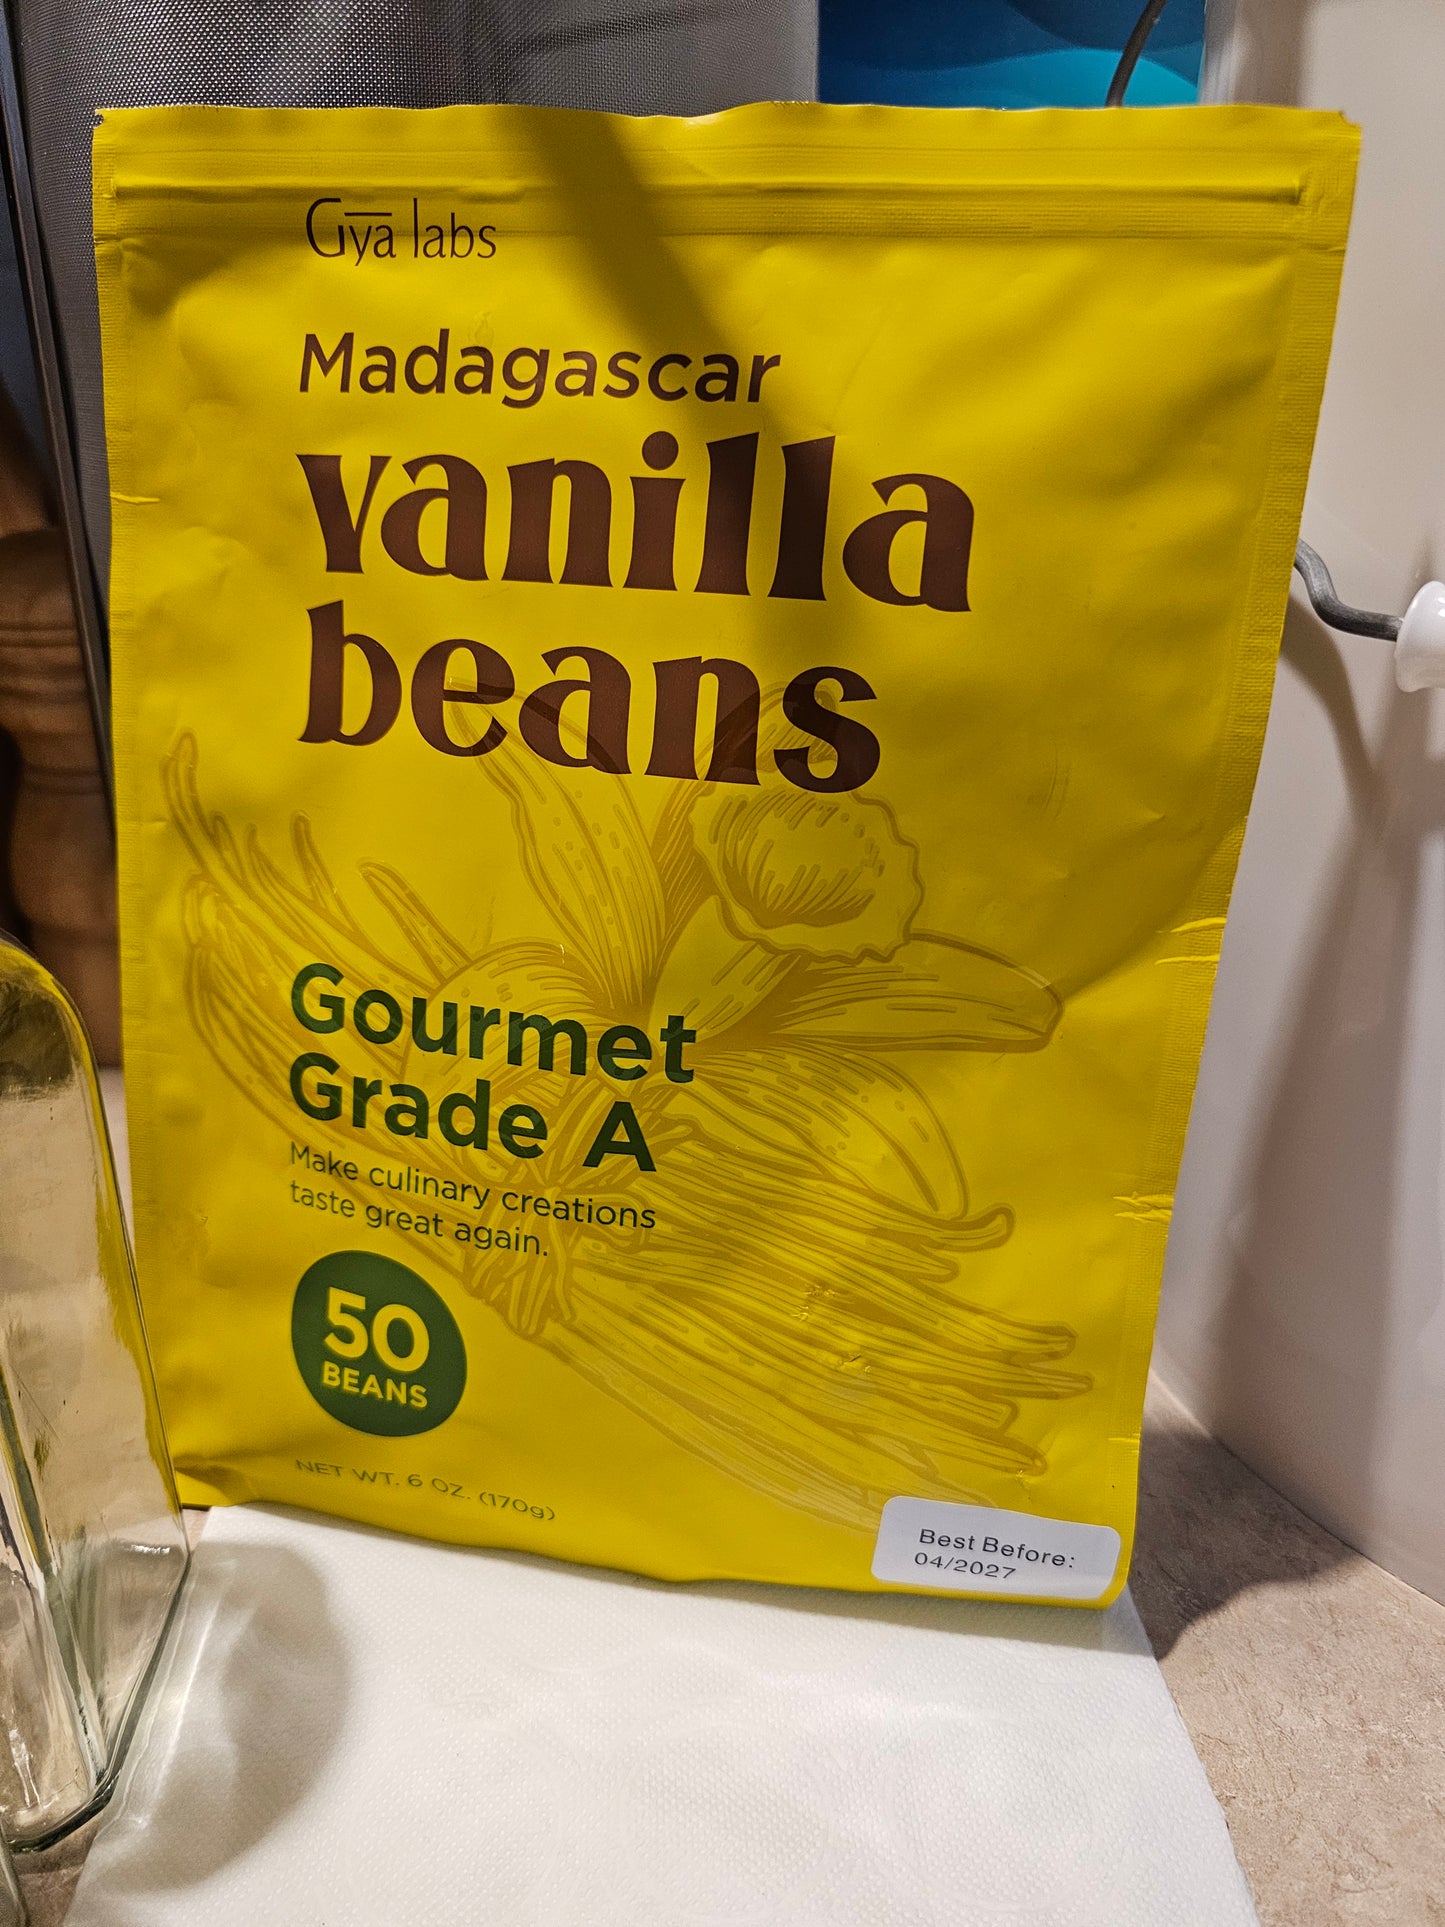 Gyā labs
Madagascar
vanilla
beans
Gourmet
Grade A
Make culinary creations
taste great again.
50
BEANS
NET WT. 6 OZ. (170g)
Best Before:
04/2027